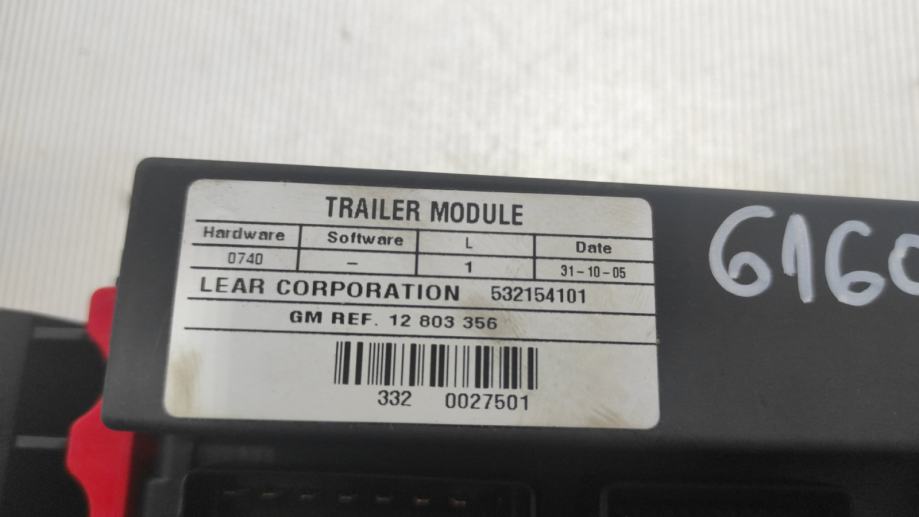 TRAILER MODULE
Hardware Software L Date
0740 – 1 31-10-05
LEAR CORPORATION 532154101
GM REF. 12 803 356
332 0027501
6160